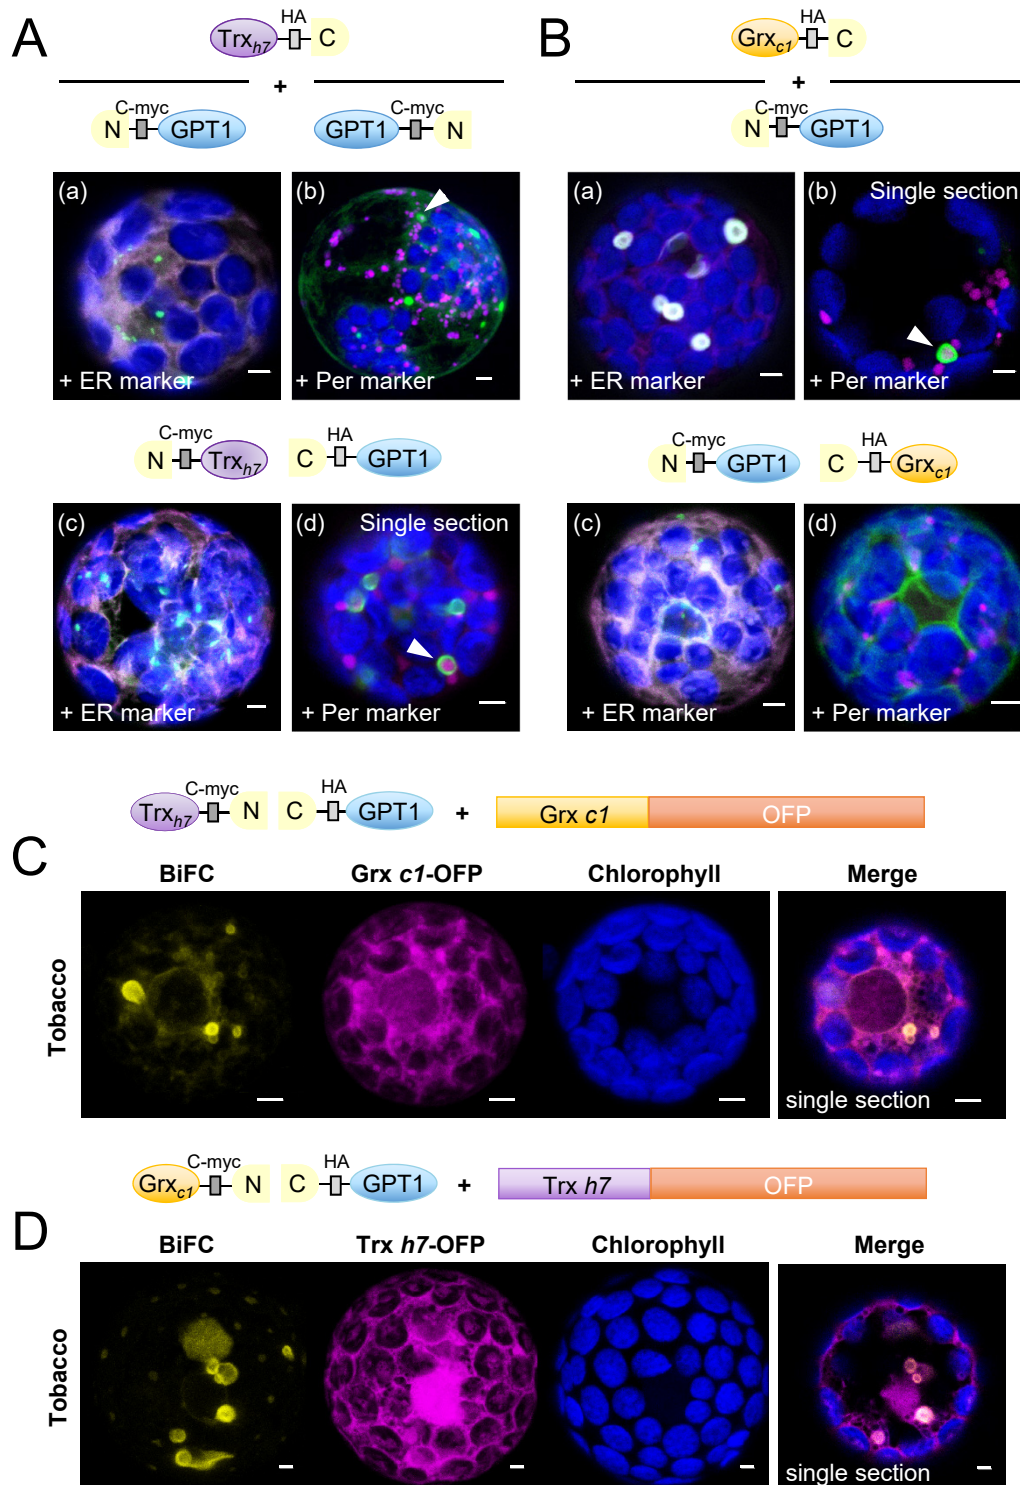 A
HA
Trxh7 C
+
C-myc C-myc
N GPT1 GPT1 N
(a) (b)
+ ER marker + Per marker
C-myc HA
N Trxh7 C GPT1
(c) (d) Single section
+ ER marker + Per marker
B
HA
Grxc1 C
+
C-myc
N GPT1
(a) (b) Single section
+ ER marker + Per marker
C-myc HA
N GPT1 C Grxc1
(c) (d)
+ ER marker + Per marker
C-myc HA
Trxh7 N C GPT1 + Grx c1 OFP
C
BiFC Grx c1-OFP Chlorophyll Merge
Tobacco
single section
C-myc HA
Grxc1 N C GPT1 + Trx h7 OFP
D
BiFC Trx h7-OFP Chlorophyll Merge
Tobacco
single section